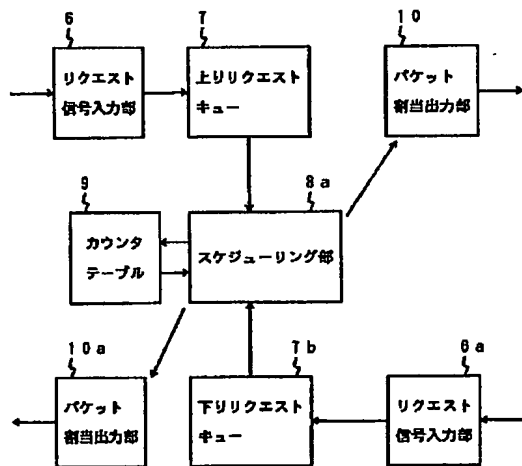 6
7
10
リクエスト
信号入力部
上りリクエスト
キュー
パケット
割当出力部
9
8a
カウンタ
テーブル
スケジューリング部
10a
7b
6a
パケット
割当出力部
下りリクエスト
キュー
リクエスト
信号入力部